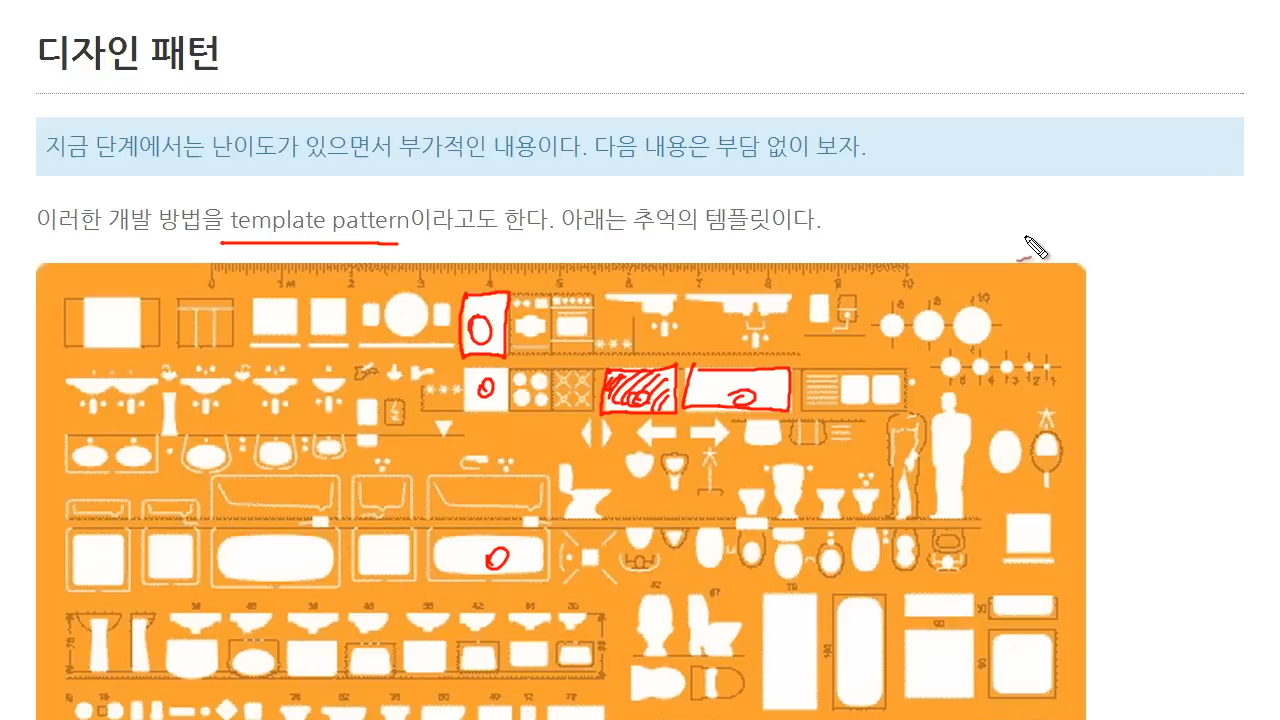 디자인 패턴
지금 단계에서는 난이도가 있으면서 부가적인 내용이다. 다음 내용은 부담 없이 보자.
이러한 개발 방법을 template pattern이라고도 한다. 아래는 추억의 템플릿이다.